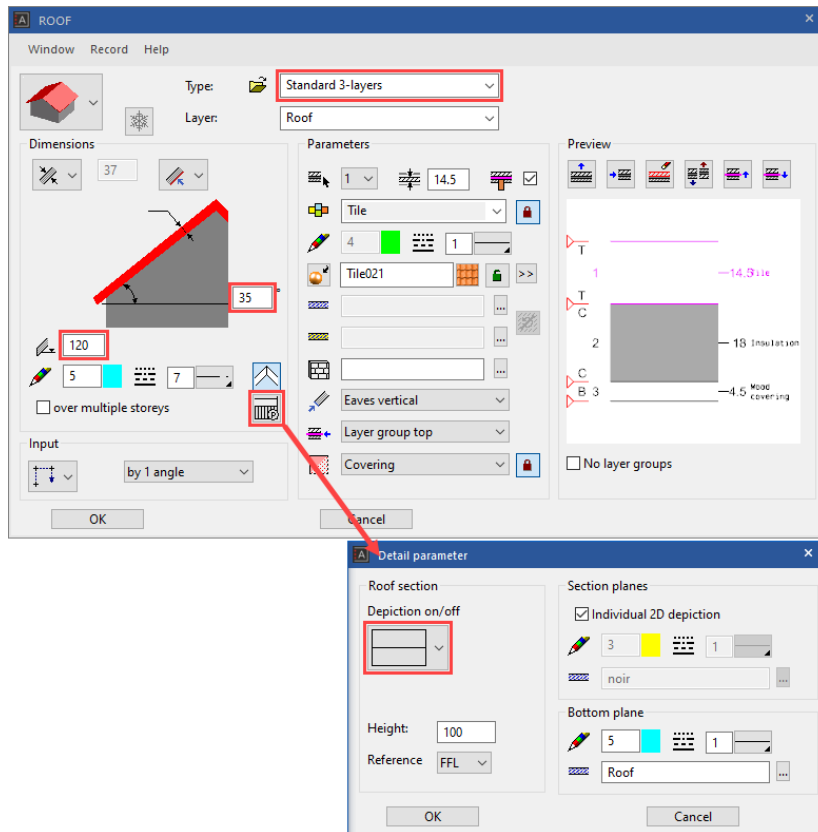 ROOF
Window Record Help
Type: Standard 3-layers
Layer: Roof
Dimensions
37
35 °
120
5 7
over multiple storeys
Input
by 1 angle
Parameters
1 14.5
Tile
4 1
Tile021 >>
...
...
...
Eaves vertical
Layer group top
Covering
Preview
T
1 14.5 Tile
T
C
2 18 Insulation
C
B 3 4.5 Wood covering
No layer groups
OK Cancel
A Detail parameter
Roof section
Depiction on/off
Height: 100
Reference FFL
Section planes
Individual 2D depiction
3 1
noir ...
Bottom plane
5 1
Roof ...
OK Cancel